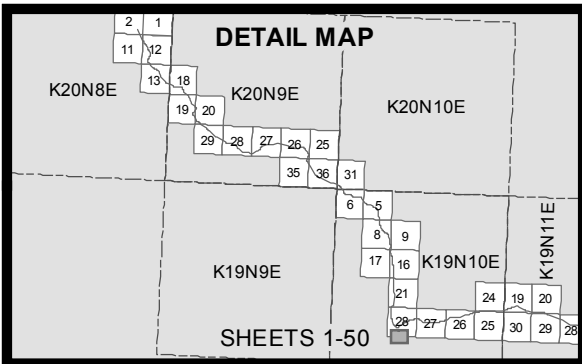 2 1
DETAIL MAP
11 12
K20N8E
13 18
K20N9E
K20N10E
19 20
29 28 27 26 25
35 36 31
6 5
K19N11E
8 9
K19N9E
17 16
K19N10E
21
24 19 20
28 27 26 25 30 29 28
SHEETS 1-50